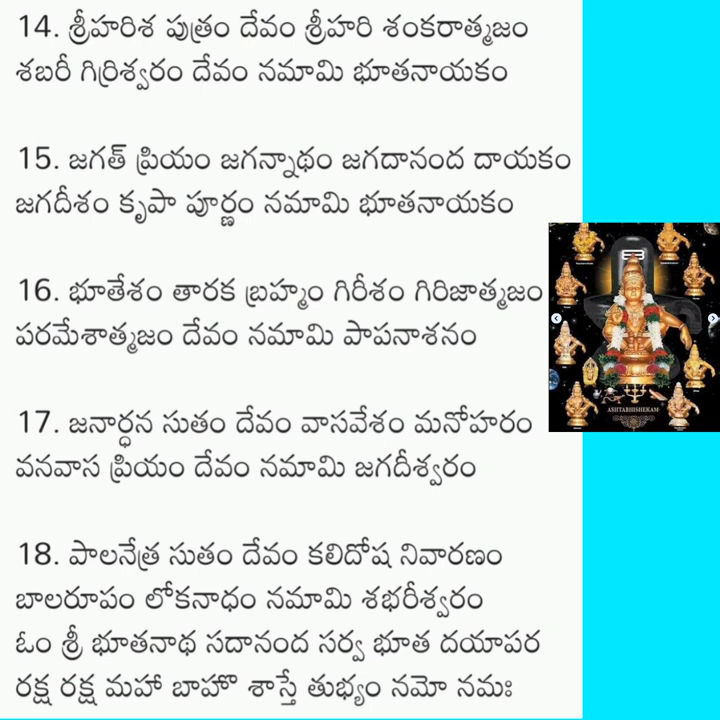 14. శ్రీహరిశ పుత్రం దేవం శ్రీహరి శంకరాత్మజం
శబరీ గిర్రిశ్వరం దేవం నమామి భూతనాయకం
15. జగత్ ప్రియం జగన్నాథం జగదానంద దాయకం
జగదీశం కృపా పూర్ణం నమామి భూతనాయకం
16. భూతేశం తారక బ్రహ్మం గిరీశం గిరిజాత్మజం
పరమేశాత్మజం దేవం నమామి పాపనాశనం
17. జనార్ధన సుతం దేవం వాసవేశం మనోహరం
వనవాస ప్రియం దేవం నమామి జగదీశ్వరం
18. పాలనేత్ర సుతం దేవం కలిదోష నివారణం
బాలరూపం లోకనాధం నమామి శభరీశ్వరం
ఓం శ్రీ భూతనాథ సదానంద సర్వ భూత దయాపర
రక్ష రక్ష మహా బాహొ శాస్తే తుభ్యం నమో నమః
ASHTABHISHEKAM